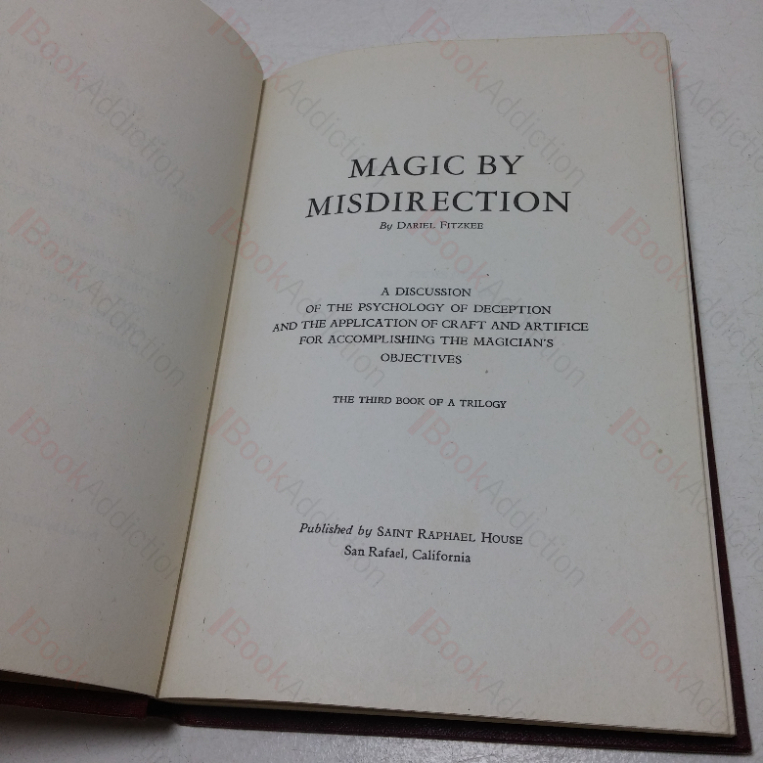 MAGIC BY
MISDIRECTION
By DARIEL FITZKEE
A DISCUSSION
OF THE PSYCHOLOGY OF DECEPTION
AND THE APPLICATION OF CRAFT AND ARTIFICE
FOR ACCOMPLISHING THE MAGICIAN'S
OBJECTIVES
THE THIRD BOOK OF A TRILOGY
Published by SAINT RAPHAEL HOUSE
San Rafael, California
BookAddiction